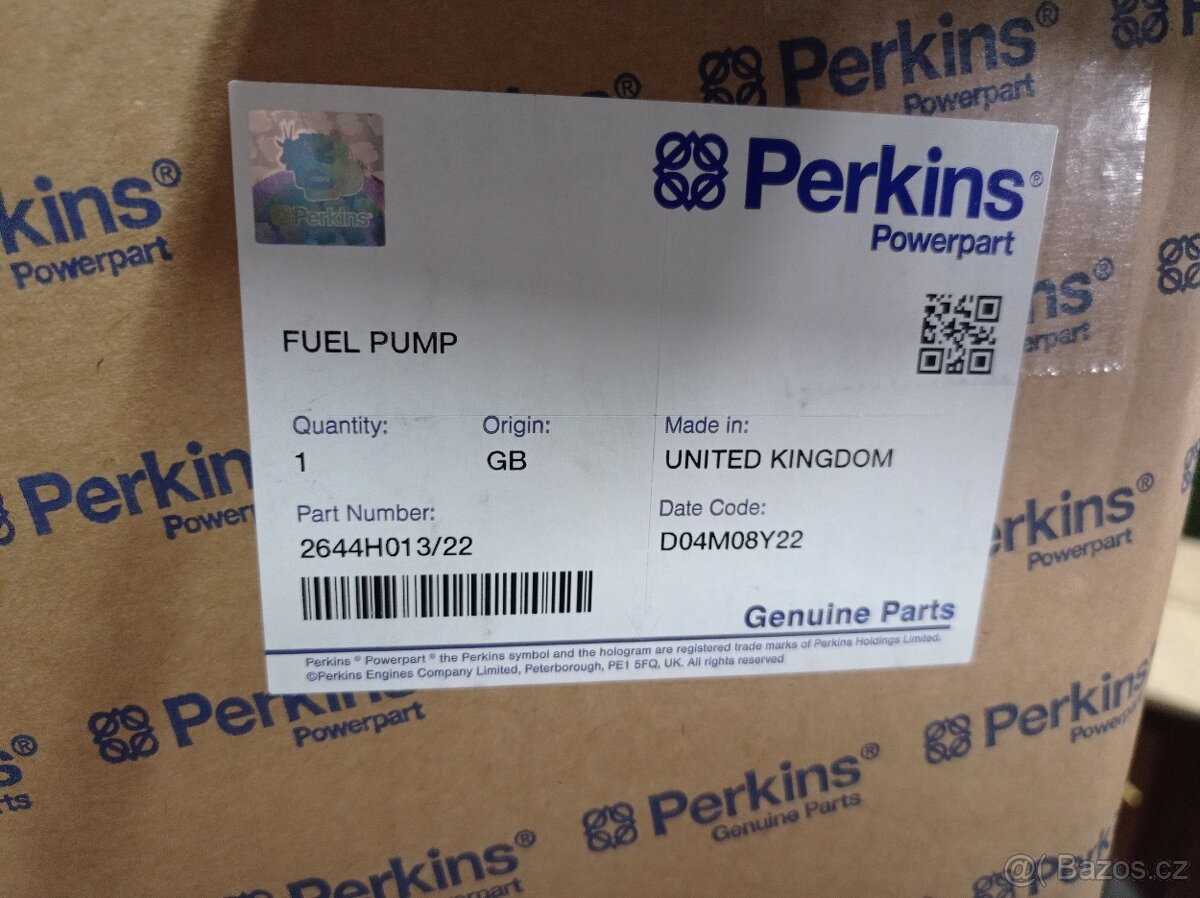 Perkins®
Powerpart
Perkins®
Powerpart
Perkins
Perkins®
Powerpart
FUEL PUMP
Quantity:
1
Origin:
GB
Made in:
UNITED KINGDOM
Part Number:
2644H013/22
Date Code:
D04M08Y22
Genuine Parts
Perkins® Powerpart® the Perkins symbol and the hologram are registered trade marks of Perkins Holdings Limited.
©Perkins Engines Company Limited, Peterborough, PE1 5FQ, UK. All rights reserved
Perkins®
Powerpart
Perkins
Powerpart
Perkins®
Powerpart
Perkins®
Genuine Parts
Perkins®
@( Bazos.cz